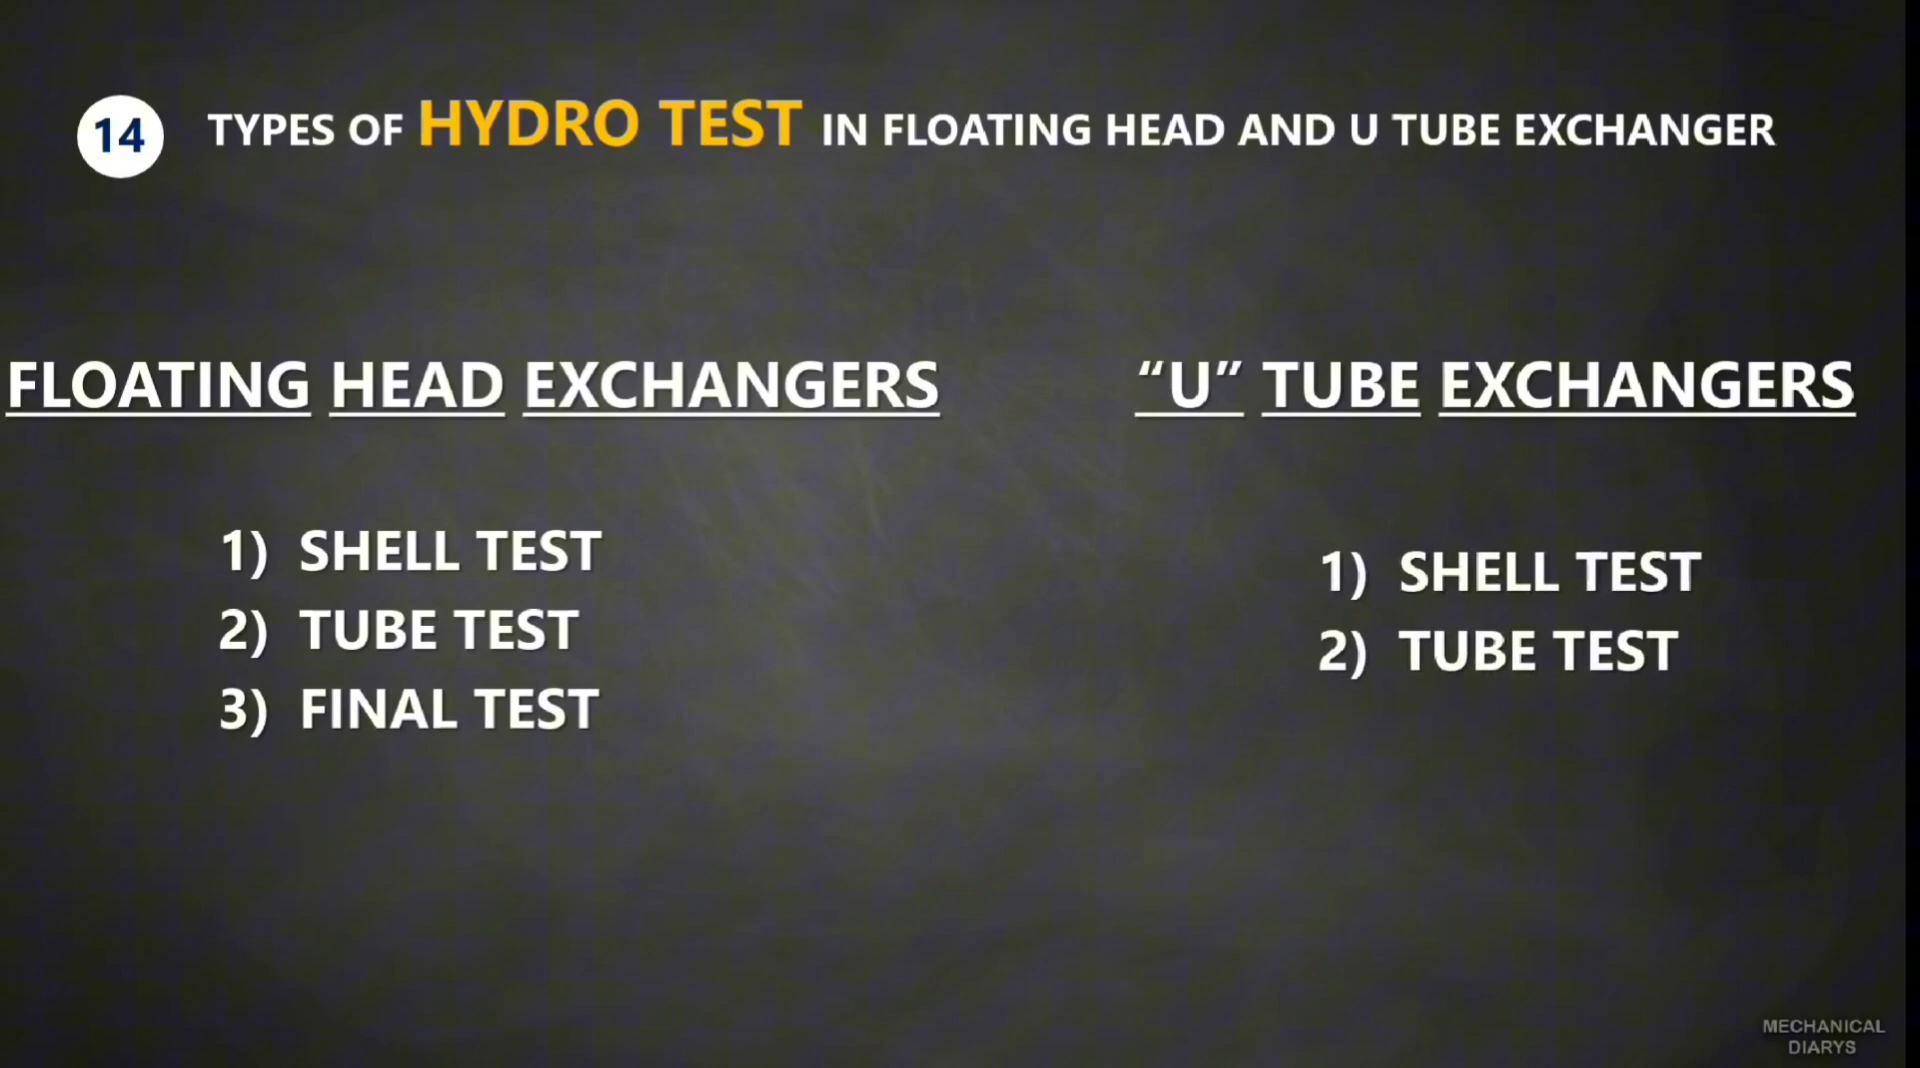 14 TYPES OF HYDRO TEST IN FLOATING HEAD AND U TUBE EXCHANGER
FLOATING HEAD EXCHANGERS
1) SHELL TEST
2) TUBE TEST
3) FINAL TEST
“U” TUBE EXCHANGERS
1) SHELL TEST
2) TUBE TEST
MECHANICAL
DIARYS